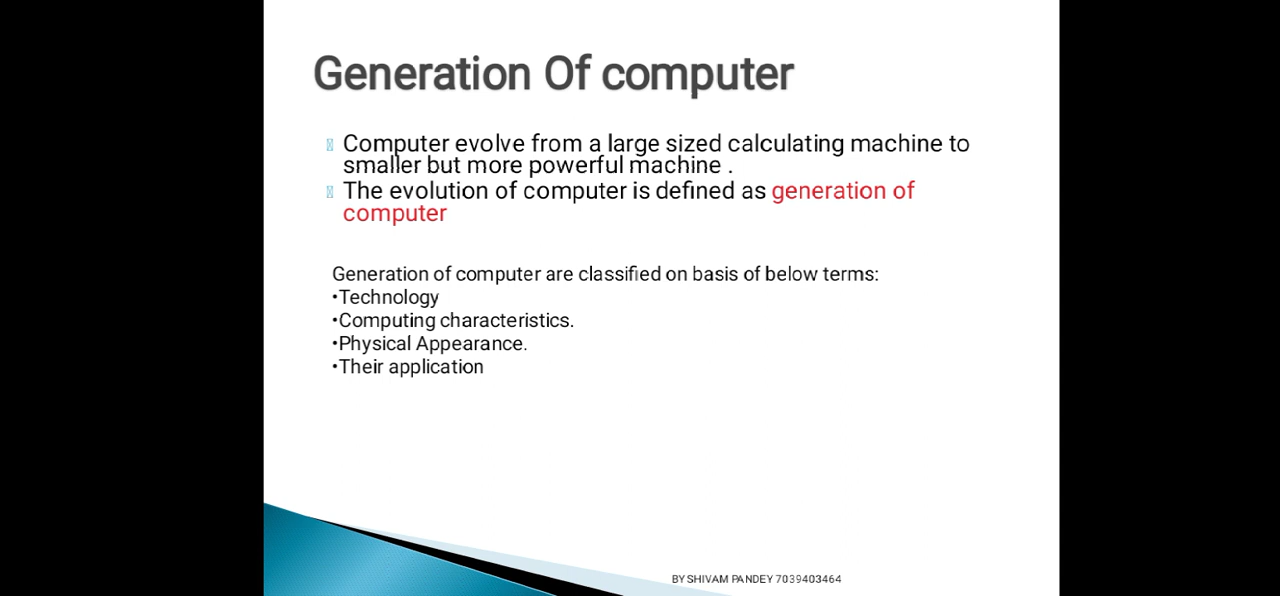 Generation Of computer
Computer evolve from a large sized calculating machine to
smaller but more powerful machine .
The evolution of computer is defined as generation of
computer
Generation of computer are classified on basis of below terms:
•Technology
•Computing characteristics.
•Physical Appearance.
•Their application
BY SHIVAM PANDEY 7039403464